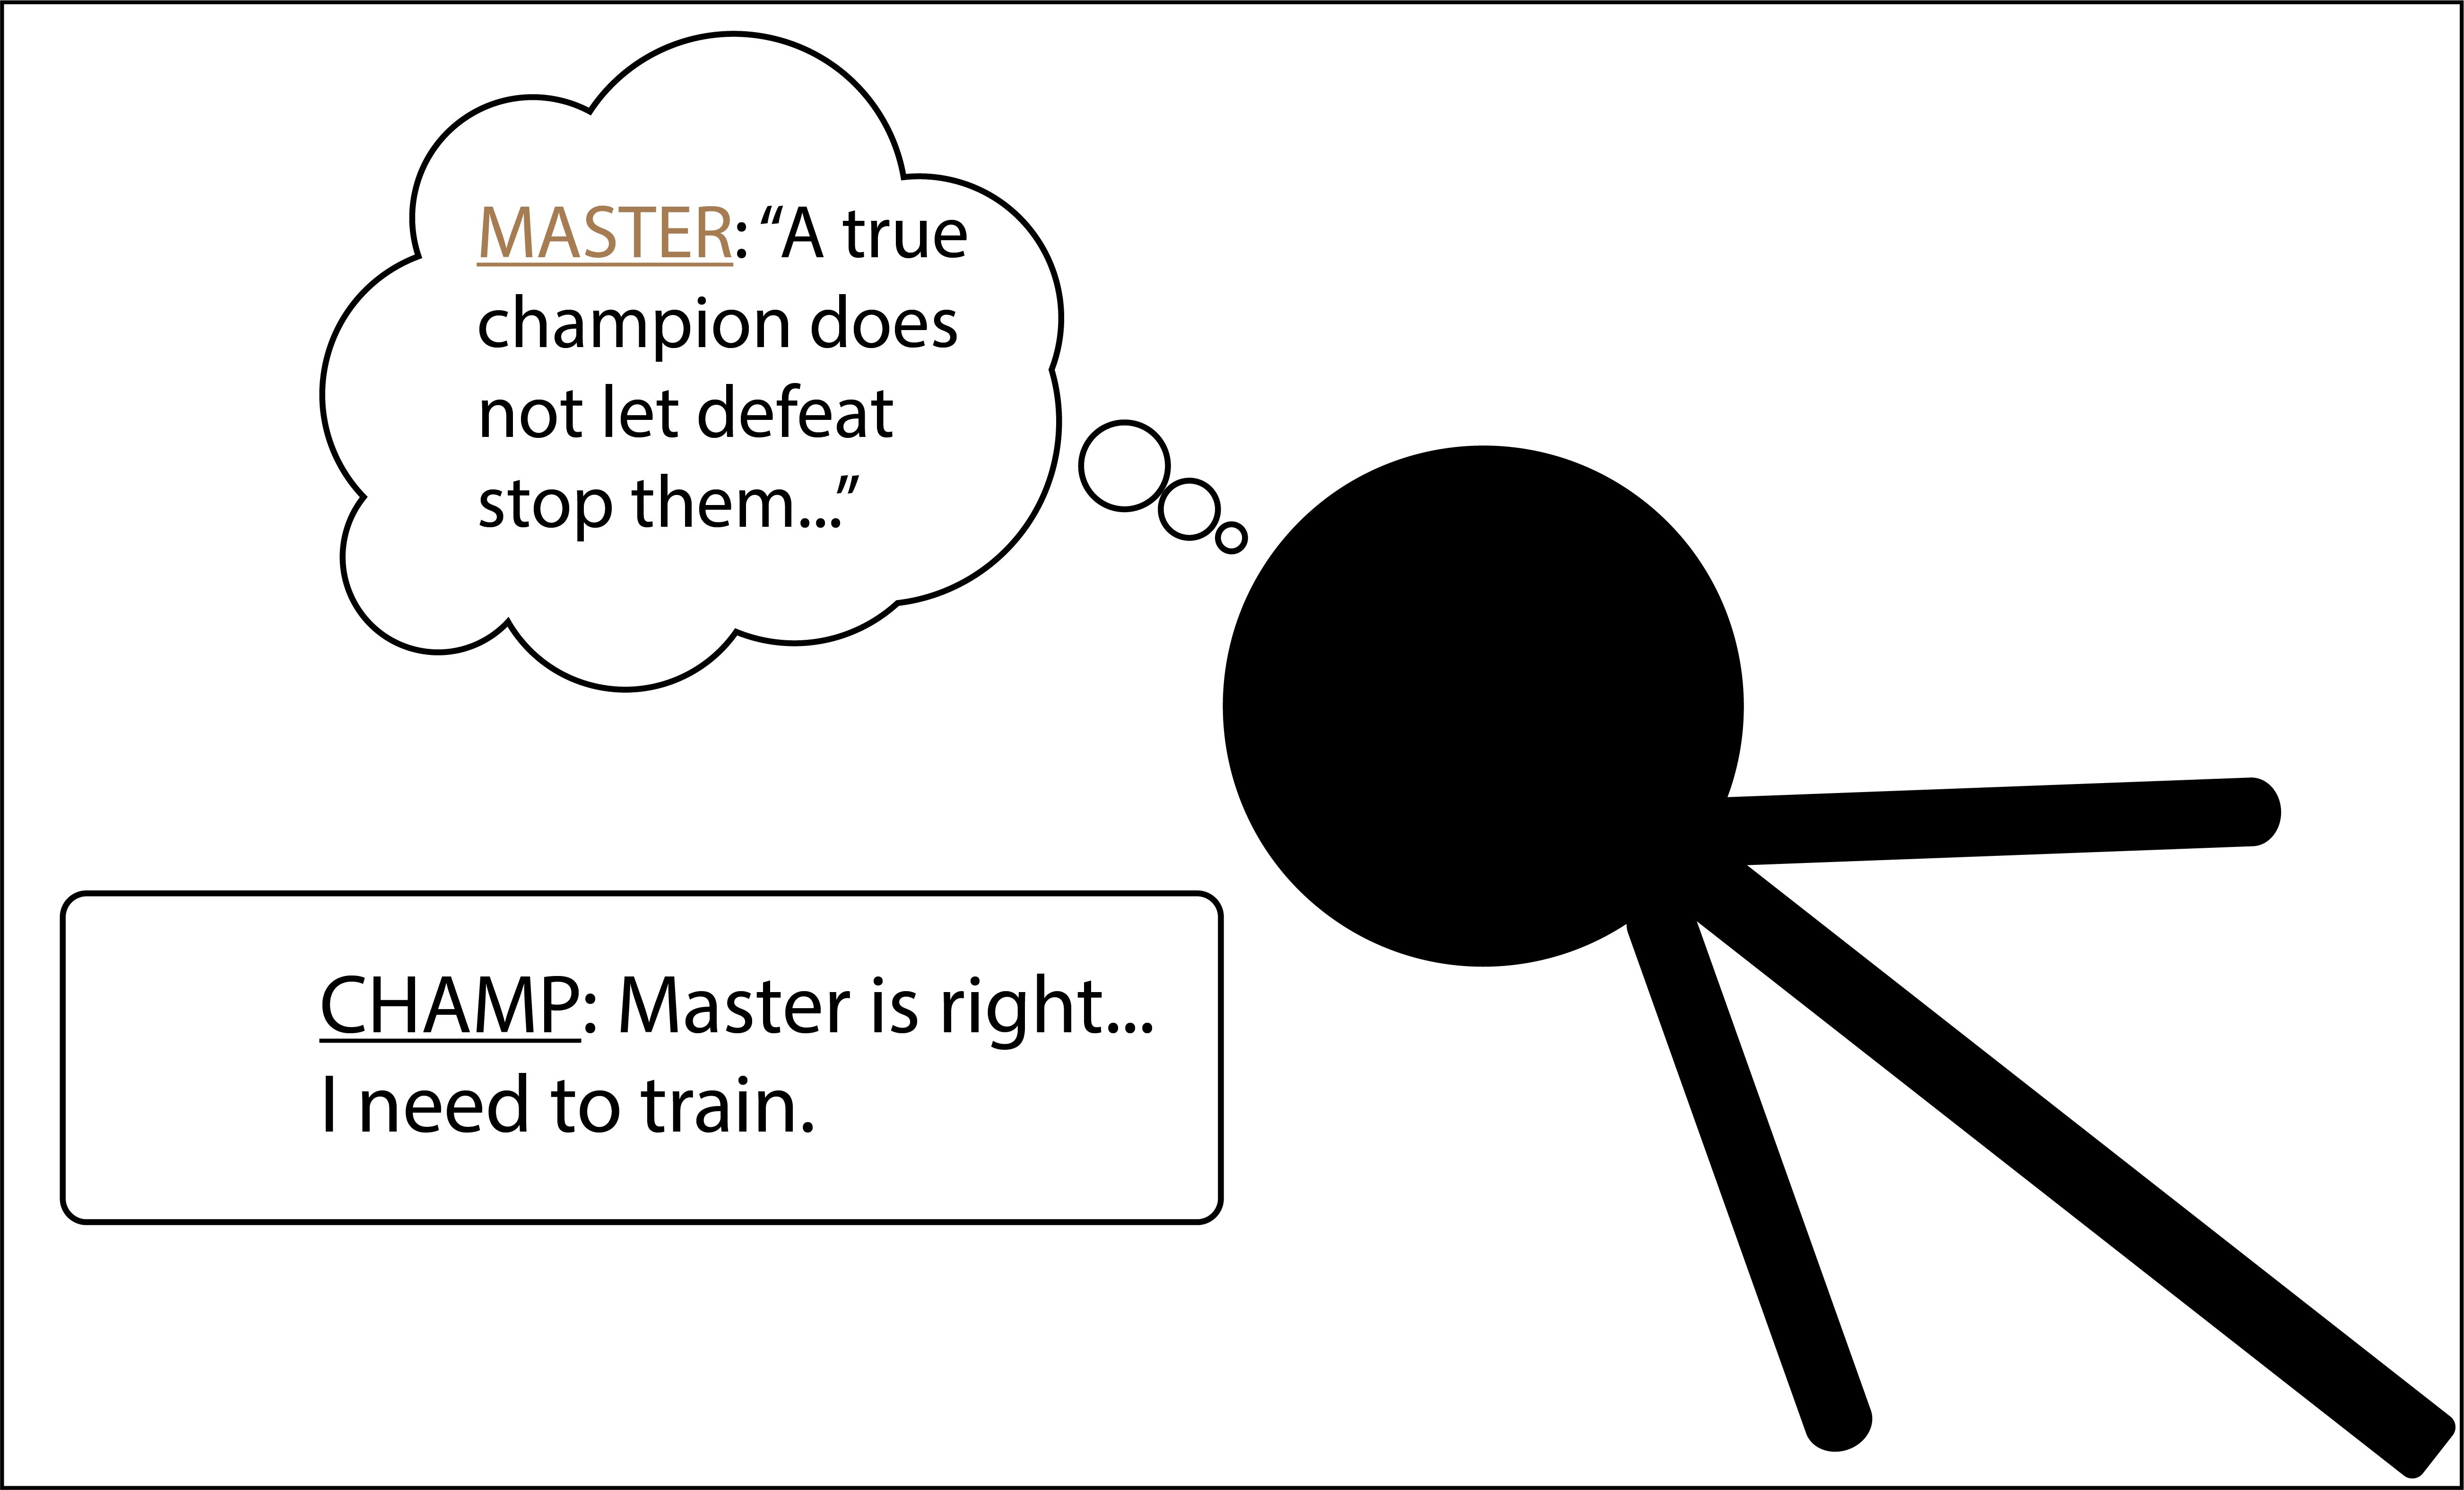 MASTER: “A true
champion does
not let defeat
stop them...”
CHAMP: Master is right...
I need to train.